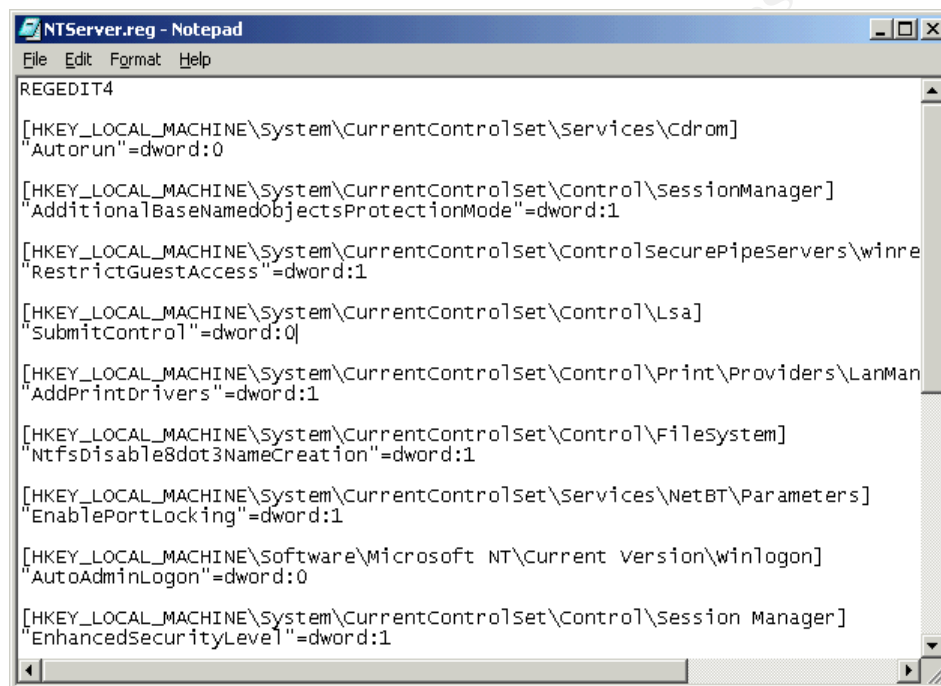 NTServer.reg - Notepad
File Edit Format Help
REGEDIT4
[HKEY_LOCAL_MACHINE\System\CurrentControlSet\Services\Cdrom]
"Autorun"=dword:0
[HKEY_LOCAL_MACHINE\System\CurrentControlSet\Control\SessionManager]
"AdditionalBaseNamedObjectsProtectionMode"=dword:1
[HKEY_LOCAL_MACHINE\System\CurrentControlSet\ControlSecurePipeServers\winre
"RestrictGuestAccess"=dword:1
[HKEY_LOCAL_MACHINE\System\CurrentControlSet\Control\Lsa]
"SubmitControl"=dword:0
[HKEY_LOCAL_MACHINE\System\CurrentControlSet\Control\Print\Providers\LanMan
"AddPrintDrivers"=dword:1
[HKEY_LOCAL_MACHINE\System\CurrentControlSet\Control\FileSystem]
"NtfsDisable8dot3NameCreation"=dword:1
[HKEY_LOCAL_MACHINE\System\CurrentControlSet\Services\NetBT\Parameters]
"EnablePortLocking"=dword:1
[HKEY_LOCAL_MACHINE\Software\Microsoft NT\Current Version\Winlogon]
"AutoAdminLogon"=dword:0
[HKEY_LOCAL_MACHINE\System\CurrentControlSet\Control\Session Manager]
"EnhancedSecurityLevel"=dword:1